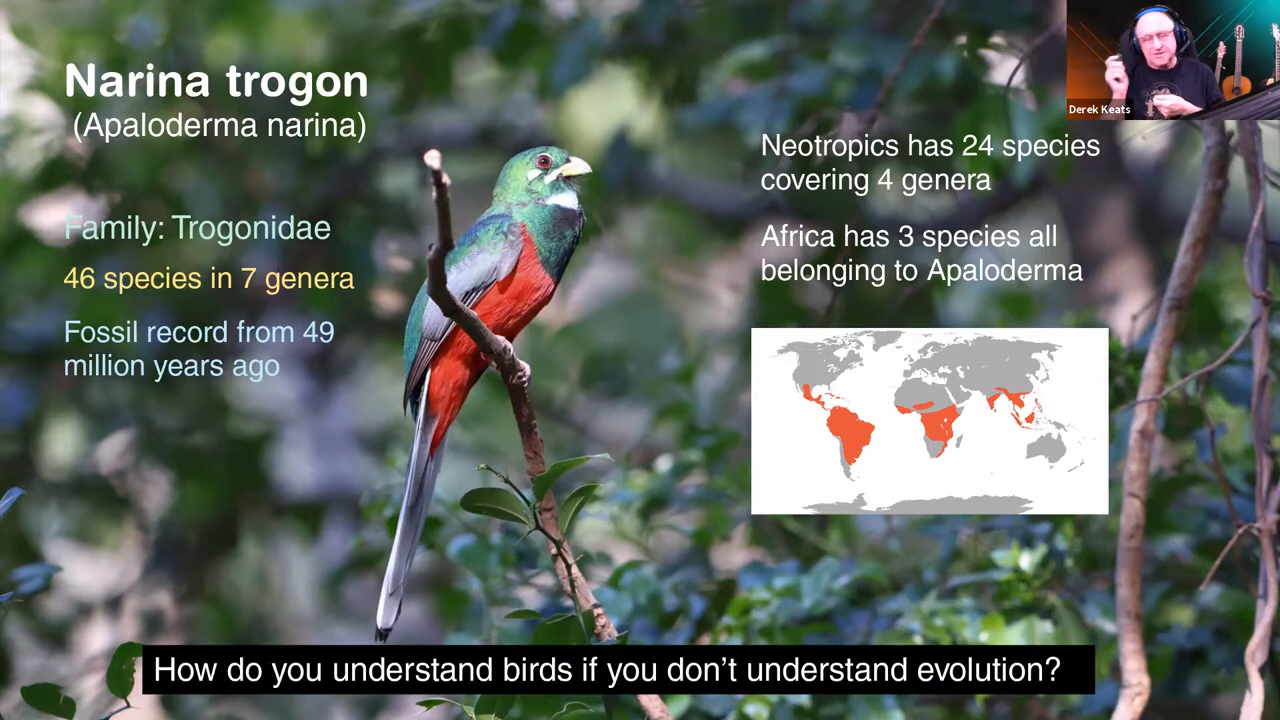 Narina trogon
(Apaloderma narina)
Family: Trogonidae
46 species in 7 genera
Fossil record from 49
million years ago
Derek Keats
Neotropics has 24 species
covering 4 genera
Africa has 3 species all
belonging to Apaloderma
How do you understand birds if you don’t understand evolution?